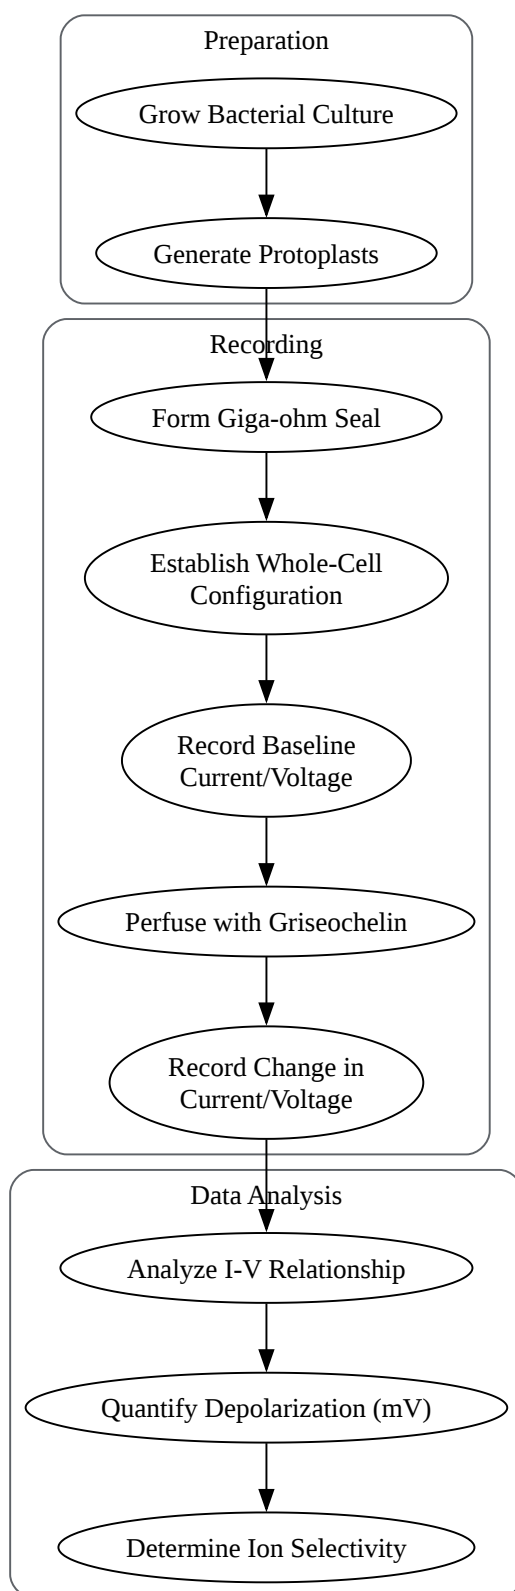 Preparation
Grow Bacterial Culture
Generate Protoplasts
Recording
Form Giga-ohm Seal
Establish Whole-Cell
Configuration
Record Baseline
Current/Voltage
Perfuse with Griseochelin
Record Change in
Current/Voltage
Data Analysis
Analyze I-V Relationship
Quantify Depolarization (mV)
Determine Ion Selectivity